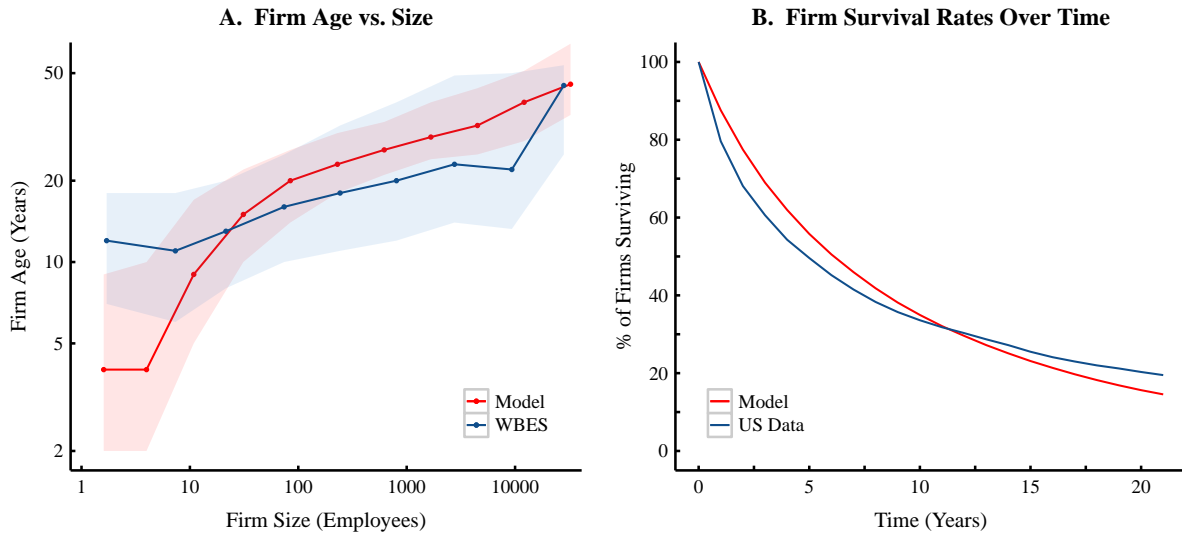 A. Firm Age vs. Size
Firm Age (Years)
50
20
10
5
2
1
10
100
1000
10000
Firm Size (Employees)
Model
WBES
B. Firm Survival Rates Over Time
% of Firms Surviving
100
80
60
40
20
0
0
5
10
15
20
Time (Years)
Model
US Data